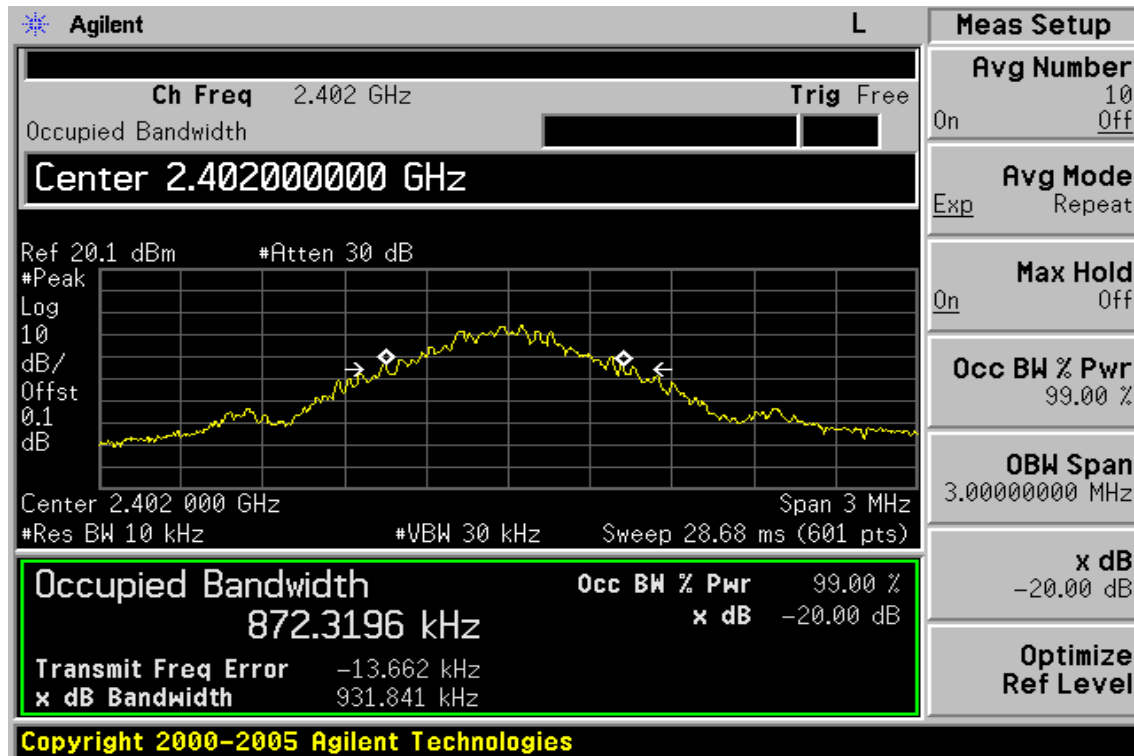 Agilent L Meas Setup
Ch Freq 2.402 GHz Trig Free
Occupied Bandwidth
Center 2.402000000 GHz
Ref 20.1 dBm #Atten 30 dB
#Peak
Log
10
dB/
Offst
0.1
dB
Center 2.402 000 GHz Span 3 MHz
#Res BW 10 kHz #VBW 30 kHz Sweep 28.68 ms (601 pts)
Occupied Bandwidth Occ BW % Pwr 99.00 %
872.3196 kHz x dB -20.00 dB
Transmit Freq Error -13.662 kHz
x dB Bandwidth 931.841 kHz
Avg Number
10
On Off
Avg Mode
Exp Repeat
Max Hold
On Off
Occ BW % Pwr
99.00 %
OBW Span
3.00000000 MHz
x dB
-20.00 dB
Optimize
Ref Level
Copyright 2000-2005 Agilent Technologies